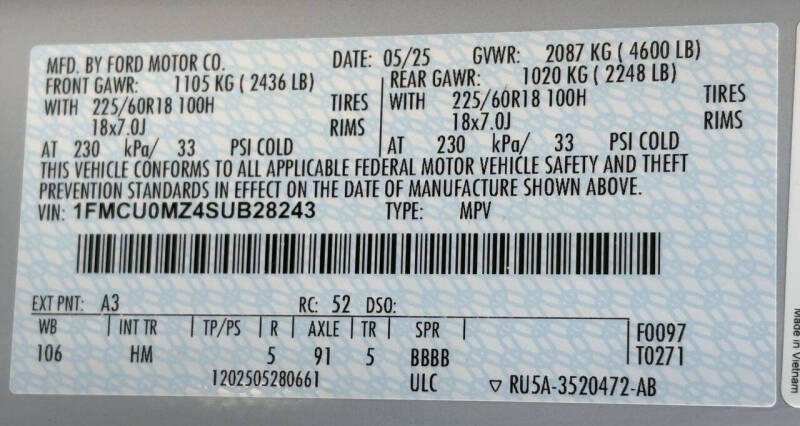 MFD. BY FORD MOTOR CO. DATE: 05/25 GVWR: 2087 KG ( 4600 LB)
FRONT GAWR: 1105 KG ( 2436 LB) REAR GAWR: 1020 KG ( 2248 LB)
WITH 225/60R18 100H TIRES WITH 225/60R18 100H TIRES
18x7.0J RIMS 18x7.0J RIMS
AT 230 kPa/ 33 PSI COLD AT 230 kPa/ 33 PSI COLD
THIS VEHICLE CONFORMS TO ALL APPLICABLE FEDERAL MOTOR VEHICLE SAFETY AND THEFT
PREVENTION STANDARDS IN EFFECT ON THE DATE OF MANUFACTURE SHOWN ABOVE.
VIN: 1FMCU0MZ4SUB28243 TYPE: MPV
EXT PNT: A3 RC: 52 DSO:
WB INT TR TP/PS R AXLE TR SPR F0097
106 HM 5 91 5 BBBB T0271
1202505280661 ULC ▽ RU5A-3520472-AB
Made in Vietnam